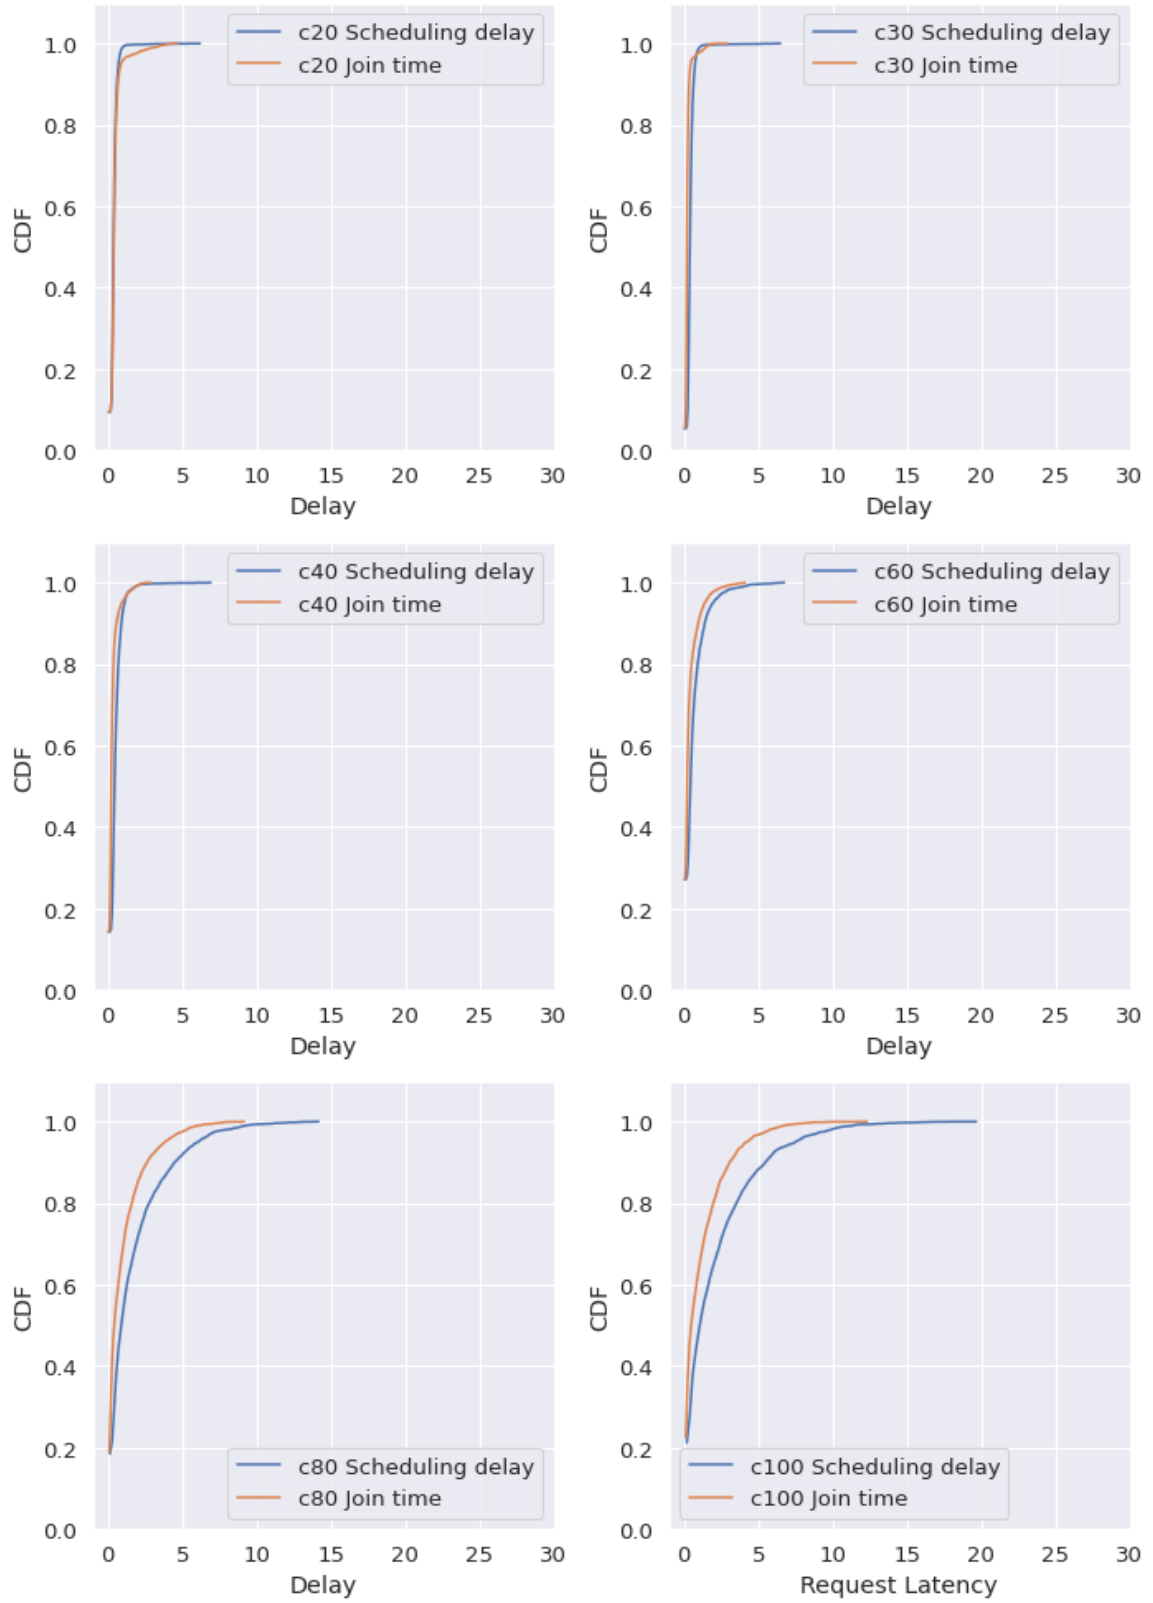 c20 Scheduling delay
c20 Join time
1.0
0.8
0.6
0.4
0.2
0.0
CDF
0 5 10 15 20 25 30
Delay
c30 Scheduling delay
c30 Join time
1.0
0.8
0.6
0.4
0.2
0.0
CDF
0 5 10 15 20 25 30
Delay
c40 Scheduling delay
c40 Join time
1.0
0.8
0.6
0.4
0.2
0.0
CDF
0 5 10 15 20 25 30
Delay
c60 Scheduling delay
c60 Join time
1.0
0.8
0.6
0.4
0.2
0.0
CDF
0 5 10 15 20 25 30
Delay
1.0
0.8
0.6
0.4
0.2
0.0
CDF
c80 Scheduling delay
c80 Join time
0 5 10 15 20 25 30
Delay
1.0
0.8
0.6
0.4
0.2
0.0
CDF
c100 Scheduling delay
c100 Join time
0 5 10 15 20 25 30
Request Latency